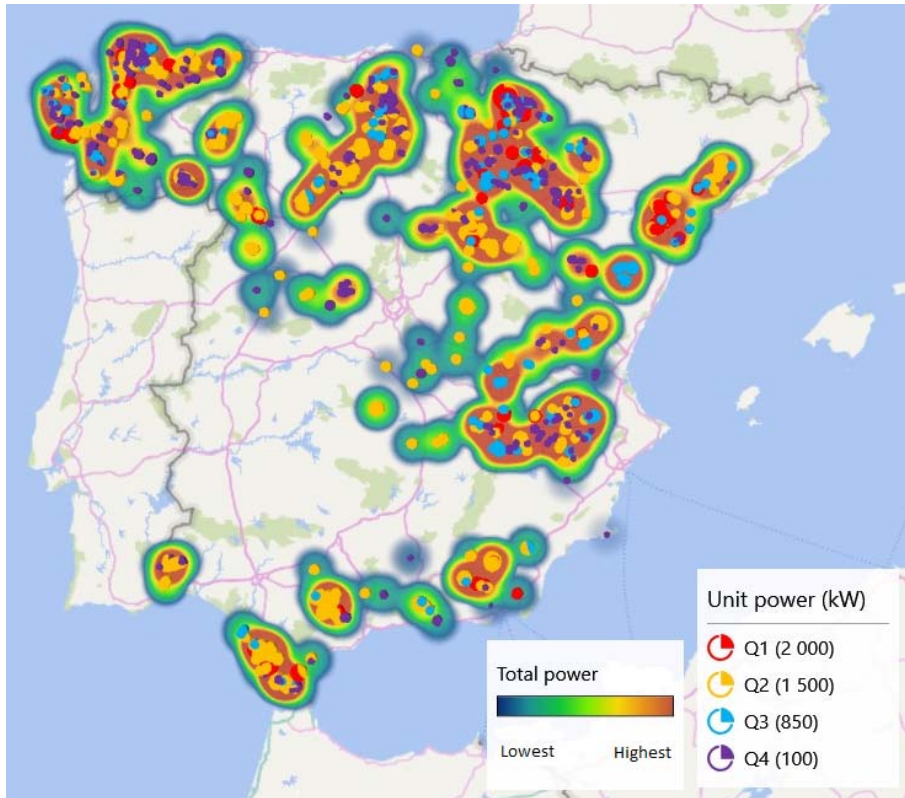 Unit power (kW)
Q1 (2 000)
Q2 (1 500)
Q3 (850)
Q4 (100)
Total power
Lowest Highest